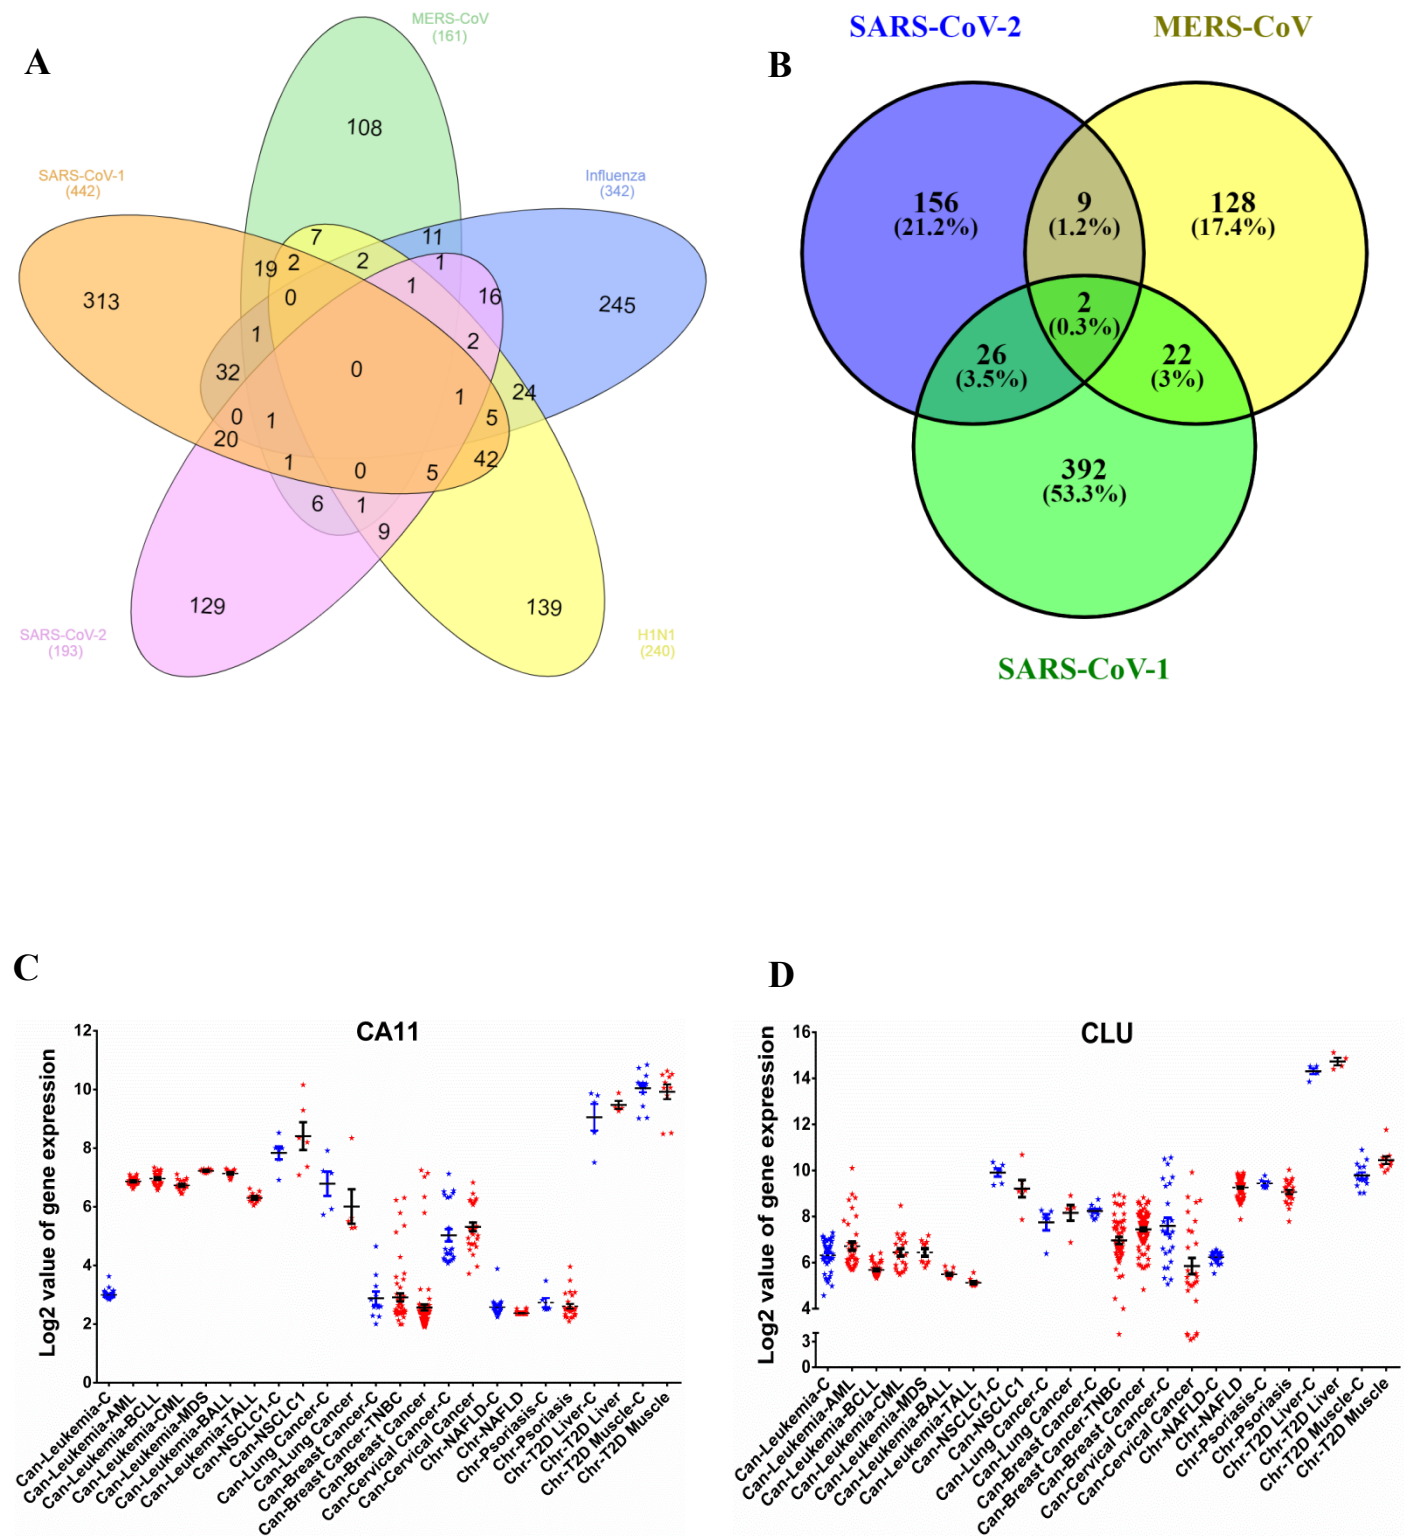 A
MERS-CoV
(161)
SARS-CoV-1
(442)
Influenza
(342)
SARS-CoV-2
(193)
H1N1
(240)
108
7
11
19
2
2
1
313
0
1
16
245
1
2
32
0
1
24
0
1
5
20
1
0
5
42
6
1
9
129
139
B
SARS-CoV-2
MERS-CoV
156
(21.2%)
9
(1.2%)
128
(17.4%)
2
(0.3%)
26
(3.5%)
22
(3%)
392
(53.3%)
SARS-CoV-1
C
CA11
Log2 value of gene expression
12
10
8
6
4
2
0
Can-Leukemia-C
Can-Leukemia-AML
Can-Leukemia-BCLL
Can-Leukemia-CML
Can-Leukemia-MDS
Can-Leukemia-BALL
Can-Leukemia-TALL
Can-NSCLC1-C
Can-NSCLC1
Can-Lung Cancer-C
Can-Lung Cancer
Can-Breast Cancer-C
Can-Breast Cancer-TNBC
Can-Breast Cancer
Can-Cervical Cancer-C
Can-Cervical Cancer
Chr-NAFLD-C
Chr-NAFLD
Chr-Psoriasis-C
Chr-Psoriasis
Chr-T2D Liver-C
Chr-T2D Liver
Chr-T2D Muscle-C
Chr-T2D Muscle
D
CLU
Log2 value of gene expression
16
14
12
10
8
6
4
3
0
Can-Leukemia-C
Can-Leukemia-AML
Can-Leukemia-BCLL
Can-Leukemia-CML
Can-Leukemia-MDS
Can-Leukemia-BALL
Can-Leukemia-TALL
Can-NSCLC1-C
Can-NSCLC1
Can-Lung Cancer-C
Can-Lung Cancer
Can-Breast Cancer-C
Can-Breast Cancer-TNBC
Can-Breast Cancer
Can-Cervical Cancer-C
Can-Cervical Cancer
Chr-NAFLD-C
Chr-NAFLD
Chr-Psoriasis-C
Chr-Psoriasis
Chr-T2D Liver-C
Chr-T2D Liver
Chr-T2D Muscle-C
Chr-T2D Muscle